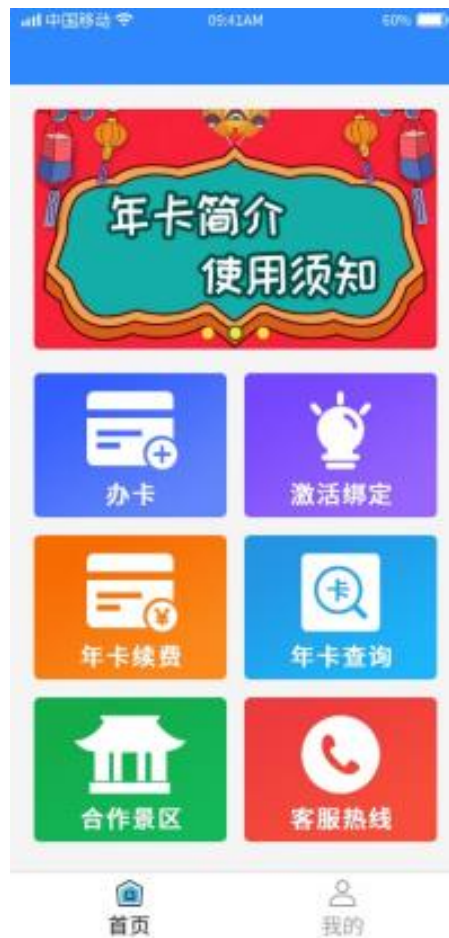 中国移动 09:41AM 60%
年卡简介
使用须知
办卡 激活绑定
年卡续费 卡 年卡查询
合作景区 客服热线
首页 我的